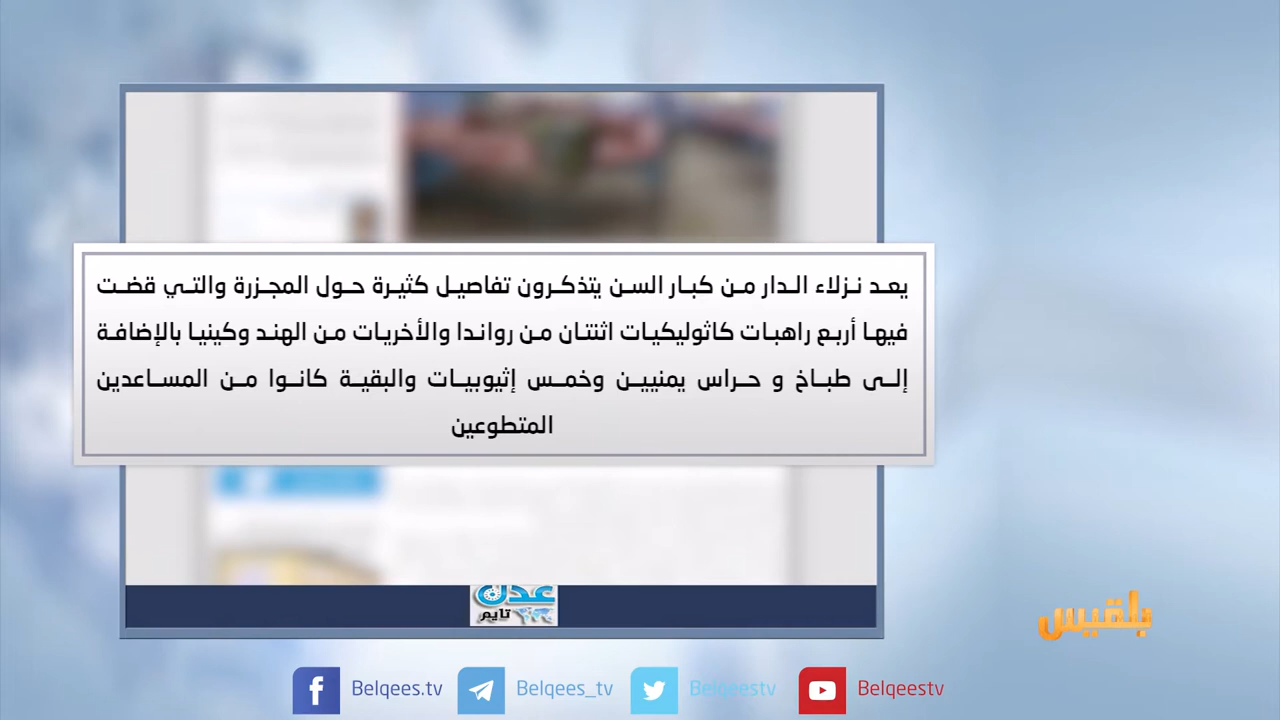 يعد نزلاء الدار من كبار السن يتذكرون تفاصيل كثيرة حول المجزرة والتي قضت
فيها أربع راهبات كاثوليكيات اثنتان من رواندا والأخريات من الهند وكينيا بالإضافة
إلى طباخ و حراس يمنيين وخمس إثيوبيات والبقية كانوا من المساعدين
المتطوعين
عدن
تايم
بلقيس
Belqees.tv Belqees_tv Belqeestv Belqeestv